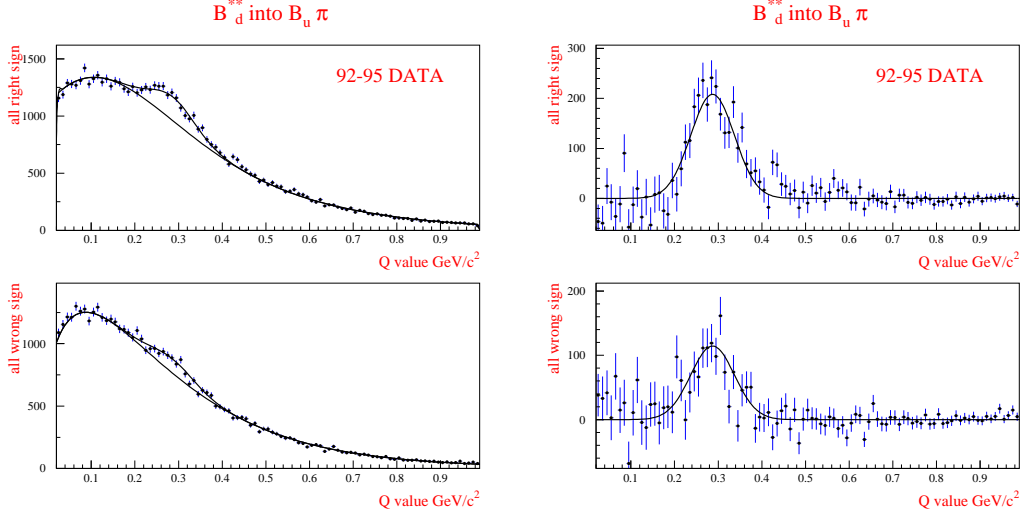 B**d into Bu π
all right sign
1500
1000
500
0
92-95 DATA
0.1 0.2 0.3 0.4 0.5 0.6 0.7 0.8 0.9
Q value GeV/c2
all wrong sign
1000
500
0
0.1 0.2 0.3 0.4 0.5 0.6 0.7 0.8 0.9
Q value GeV/c2
B**d into Bu π
all right sign
300
200
100
0
92-95 DATA
0.1 0.2 0.3 0.4 0.5 0.6 0.7 0.8 0.9
Q value GeV/c2
all wrong sign
200
100
0
0.1 0.2 0.3 0.4 0.5 0.6 0.7 0.8 0.9
Q value GeV/c2